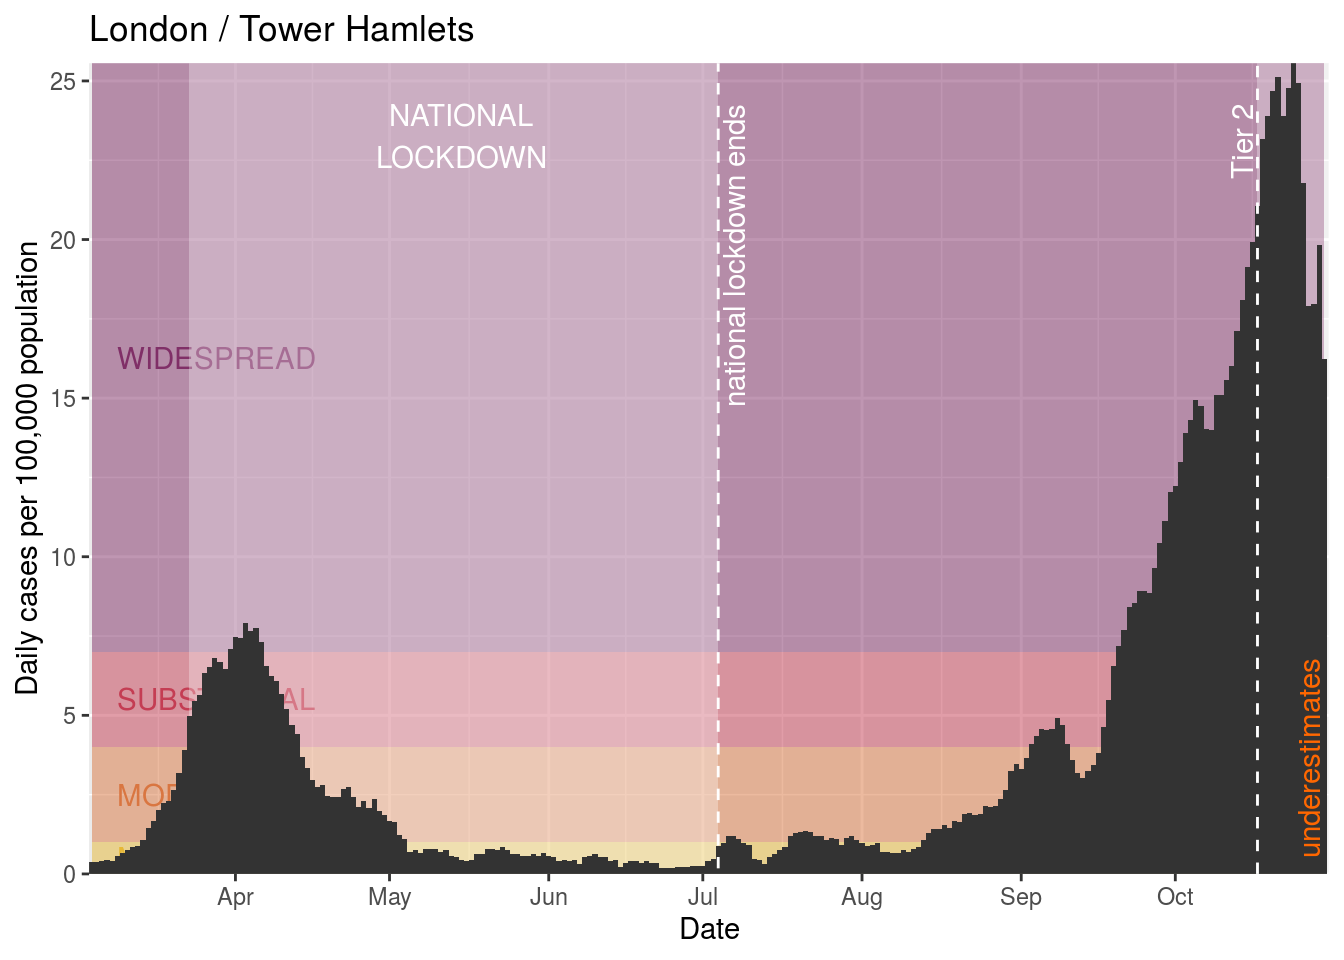 London / Tower Hamlets
Daily cases per 100,000 population
25
20
15
10
5
0
NATIONAL
LOCKDOWN
national lockdown ends
Tier 2
WIDESPREAD
underestimates
Apr
May
Jun
Jul
Aug
Sep
Oct
Date